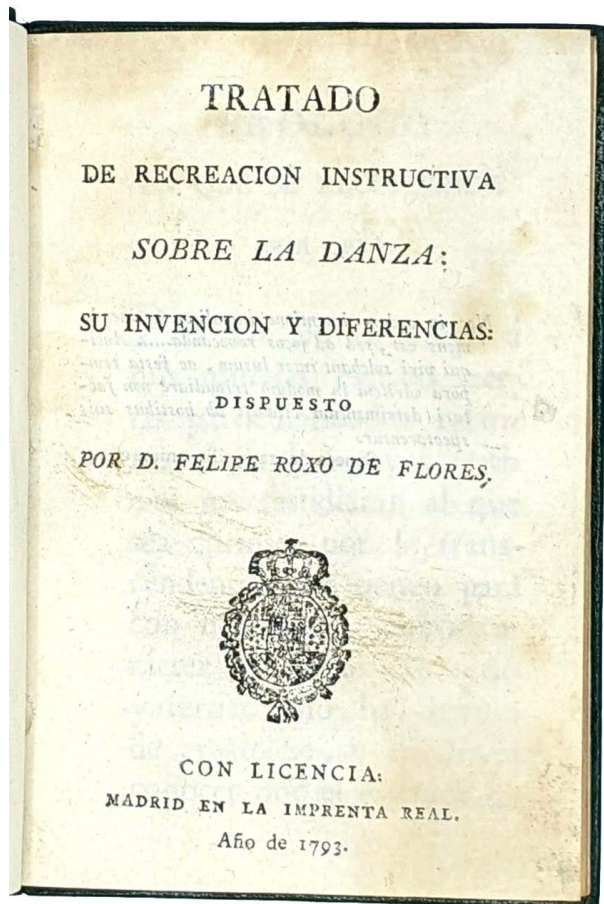 TRATADO
DE RECREACION INSTRUCTIVA
SOBRE LA DANZA:
SU INVENCION Y DIFERENCIAS:
DISPUESTO
POR D. FELIPE ROXO DE FLORES.
CON LICENCIA:
MADRID EN LA IMPRENTA REAL.
Año de 1793.